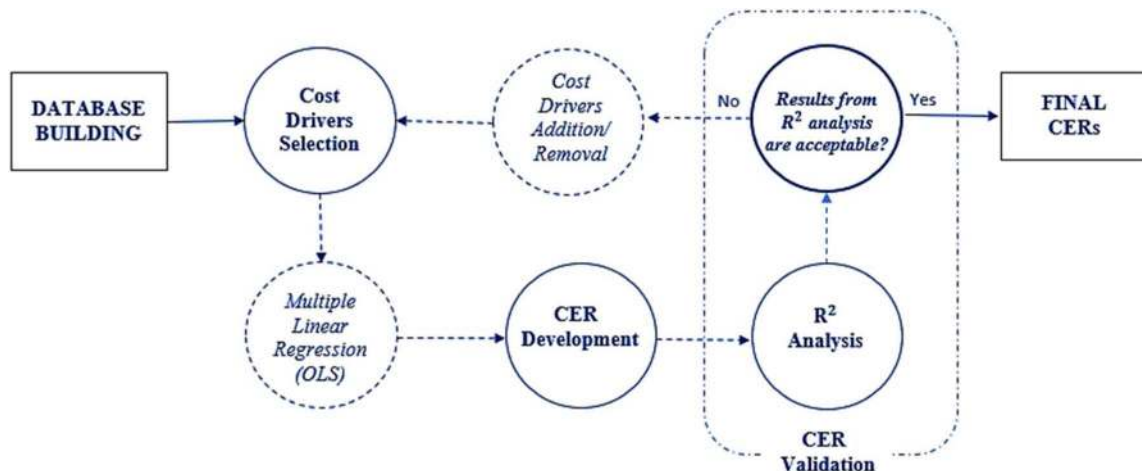 DATABASE
BUILDING
Cost
Drivers
Selection
Cost
Drivers
Addition/
Removal
No
Results from
R² analysis
are acceptable?
Yes
FINAL
CERs
Multiple
Linear
Regression
(OLS)
CER
Development
R²
Analysis
CER
Validation